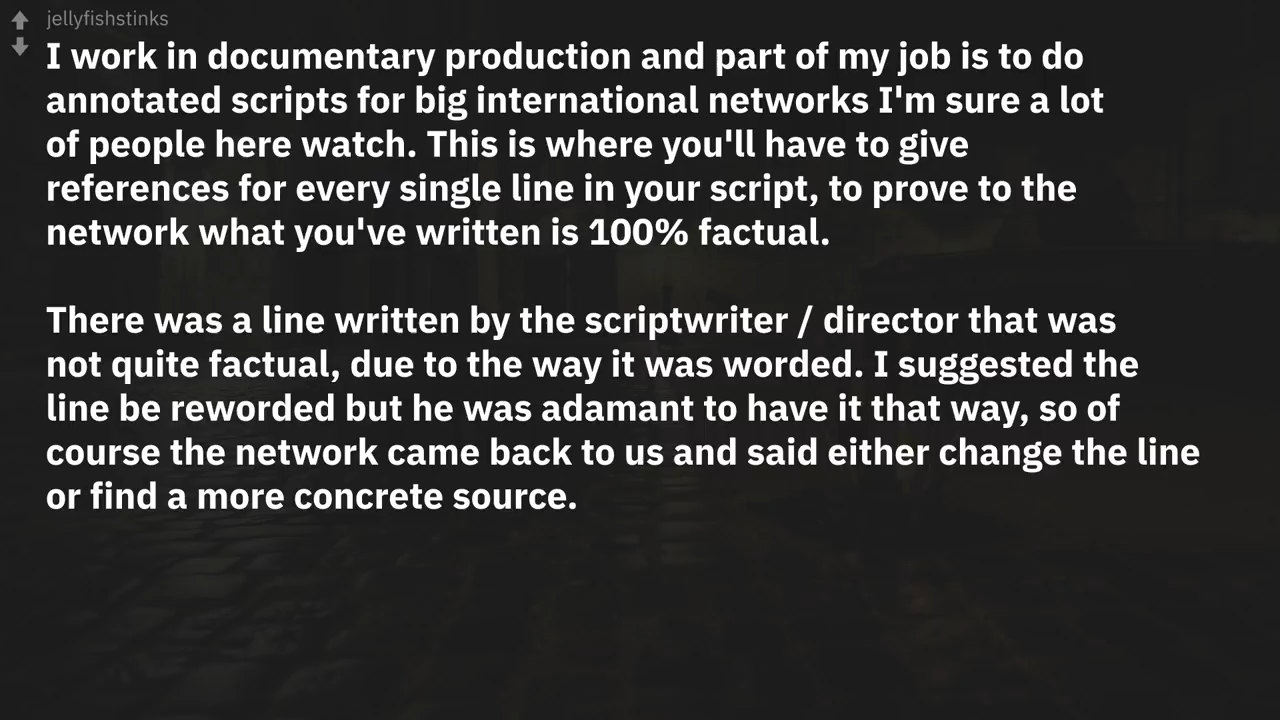 jellyfishstinks
I work in documentary production and part of my job is to do
annotated scripts for big international networks I'm sure a lot
of people here watch. This is where you'll have to give
references for every single line in your script, to prove to the
network what you've written is 100% factual.
There was a line written by the scriptwriter / director that was
not quite factual, due to the way it was worded. I suggested the
line be reworded but he was adamant to have it that way, so of
course the network came back to us and said either change the line
or find a more concrete source.